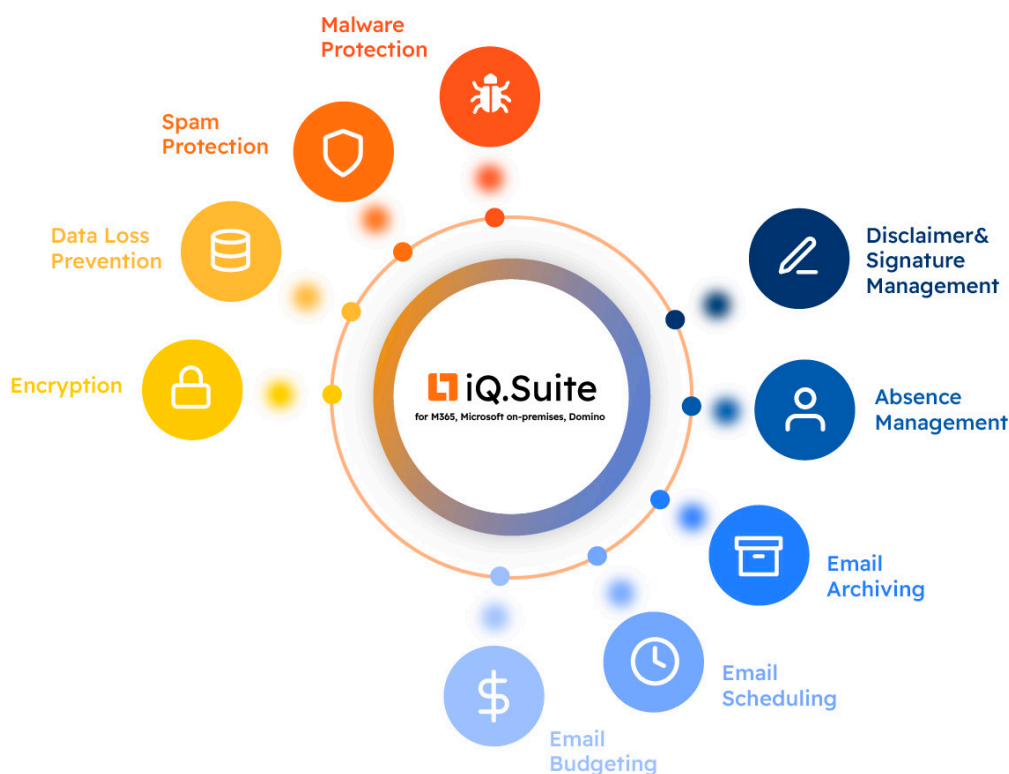 Malware
Protection
Spam
Protection
Data Loss
Prevention
Encryption
iQ.Suite
for M365, Microsoft on-premises, Domino
Disclaimer&
Signature
Management
Absence
Management
Email
Archiving
Email
Scheduling
Email
Budgeting